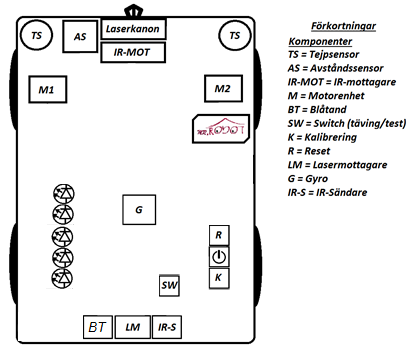 Laserkanon
TS
AS
IR-MOT
TS
M1
M2
G
R
K
SW
BT
LM
IR-S
Förkortningar
Komponenter
TS = Tejpsensor
AS = Avståndssensor
IR-MOT = IR-mottagare
M = Motorenhet
BT = Blåtand
SW = Switch (täving/test)
K = Kalibrering
R = Reset
LM = Lasermottagare
G = Gyro
IR-S = IR-Sändare